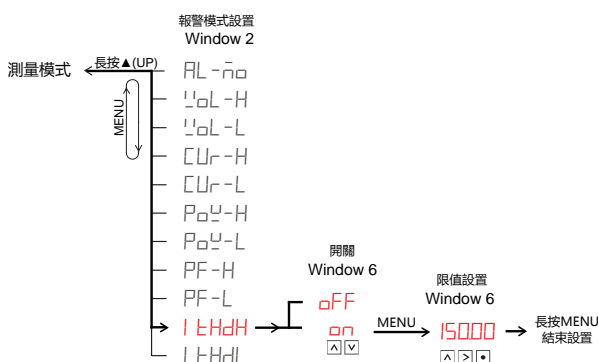 報警模式設置
Window 2
測量模式
長按▲(UP)
MENU
AL-no
VoL-H
VoL-L
CUr-H
CUr-L
PoW-H
PoW-L
PF-H
PF-L
ItHdH
ItHdL
開關
Window 6
oFF
on
MENU
限值設置
Window 6
150.00
長按MENU
結束設置